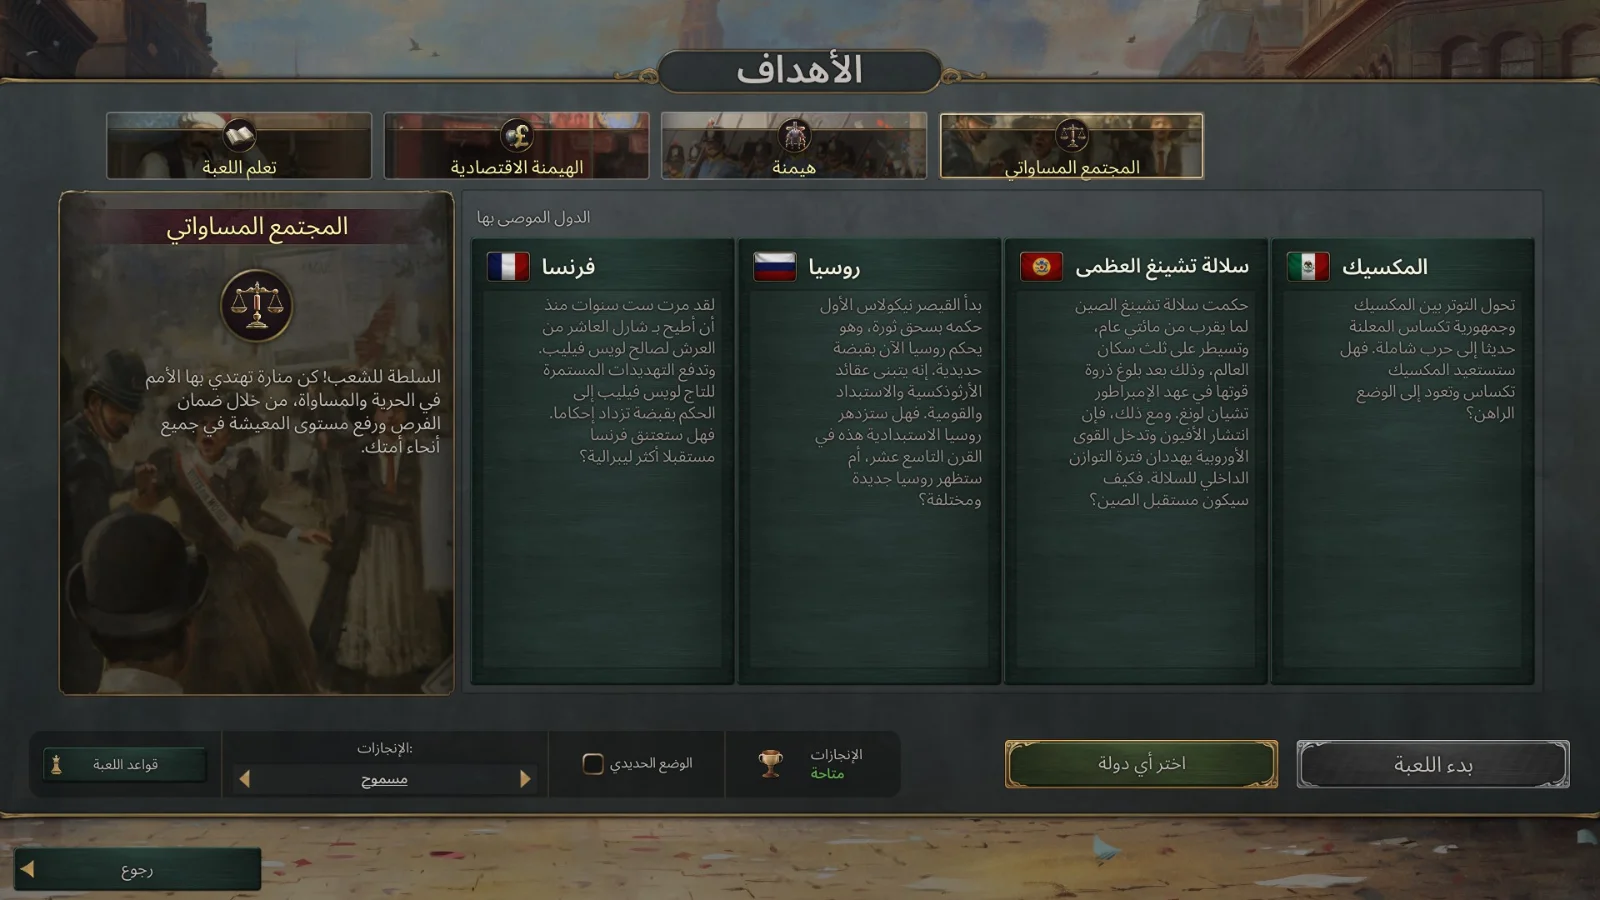 الأهداف
تعلم اللعبة
الهيمنة الاقتصادية
هيمنة
المجتمع المساواتي
المجتمع المساواتي
السلطة للشعب! كن منارة تهتدي بها الأمم
في الحرية والمساواة، من خلال ضمان
الفرص ورفع مستوى المعيشة في جميع
أنحاء أمتك.
الدول الموصى بها
فرنسا
لقد مرت ست سنوات منذ
أن أطيح بـ شارل العاشر من
العرش لصالح لويس فيليب.
وتدفع التهديدات المستمرة
للتاج لويس فيليب إلى
الحكم بقبضة تزداد إحكاما.
فهل ستعتنق فرنسا
مستقبلا أكثر ليبرالية؟
روسيا
بدأ القيصر نيكولاس الأول
حكمه بسحق ثورة، وهو
يحكم روسيا الآن بقبضة
حديدية. إنه يتبنى عقائد
الأرثوذكسية والاستبداد
والقومية. فهل ستزدهر
روسيا الاستبدادية هذه في
القرن التاسع عشر، أم
ستظهر روسيا جديدة
ومختلفة؟
سلالة تشينغ العظمى
حكمت سلالة تشينغ الصين
لما يقرب من مائتي عام،
وتسيطر على ثلث سكان
العالم، وذلك بعد بلوغ ذروة
قوتها في عهد الإمبراطور
تشيان لونغ. ومع ذلك، فإن
انتشار الأفيون وتدخل القوى
الأوروبية يهددان فترة التوازن
الداخلي للسلالة. فكيف
سيكون مستقبل الصين؟
المكسيك
تحول التوتر بين المكسيك
وجمهورية تكساس المعلنة
حديثا إلى حرب شاملة. فهل
ستستعيد المكسيك
تكساس وتعود إلى الوضع
الراهن؟
قواعد اللعبة
الإنجازات:
مسموح
الوضع الحديدي
الإنجازات
متاحة
اختر أي دولة
بدء اللعبة
رجوع